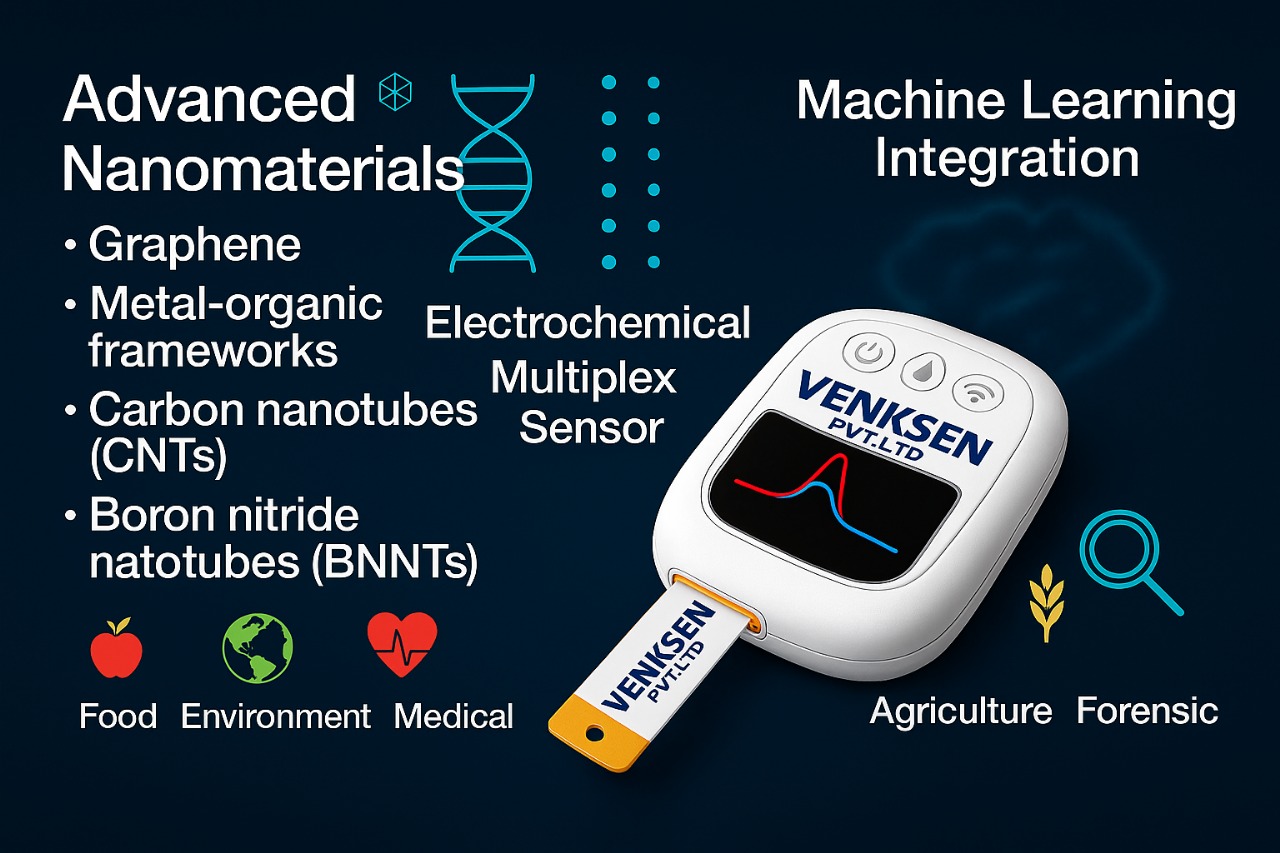 Advanced
Nanomaterials
• Graphene
• Metal-organic
frameworks
• Carbon nanotubes
(CNTs)
• Boron nitride
natotubes (BNNTs)
Food
Environment
Medical
Electrochemical
Multiplex
Sensor
Machine Learning
Integration
VENKSEN
PVT.LTD
VENKSEN
PVT.LTD
Agriculture
Forensic